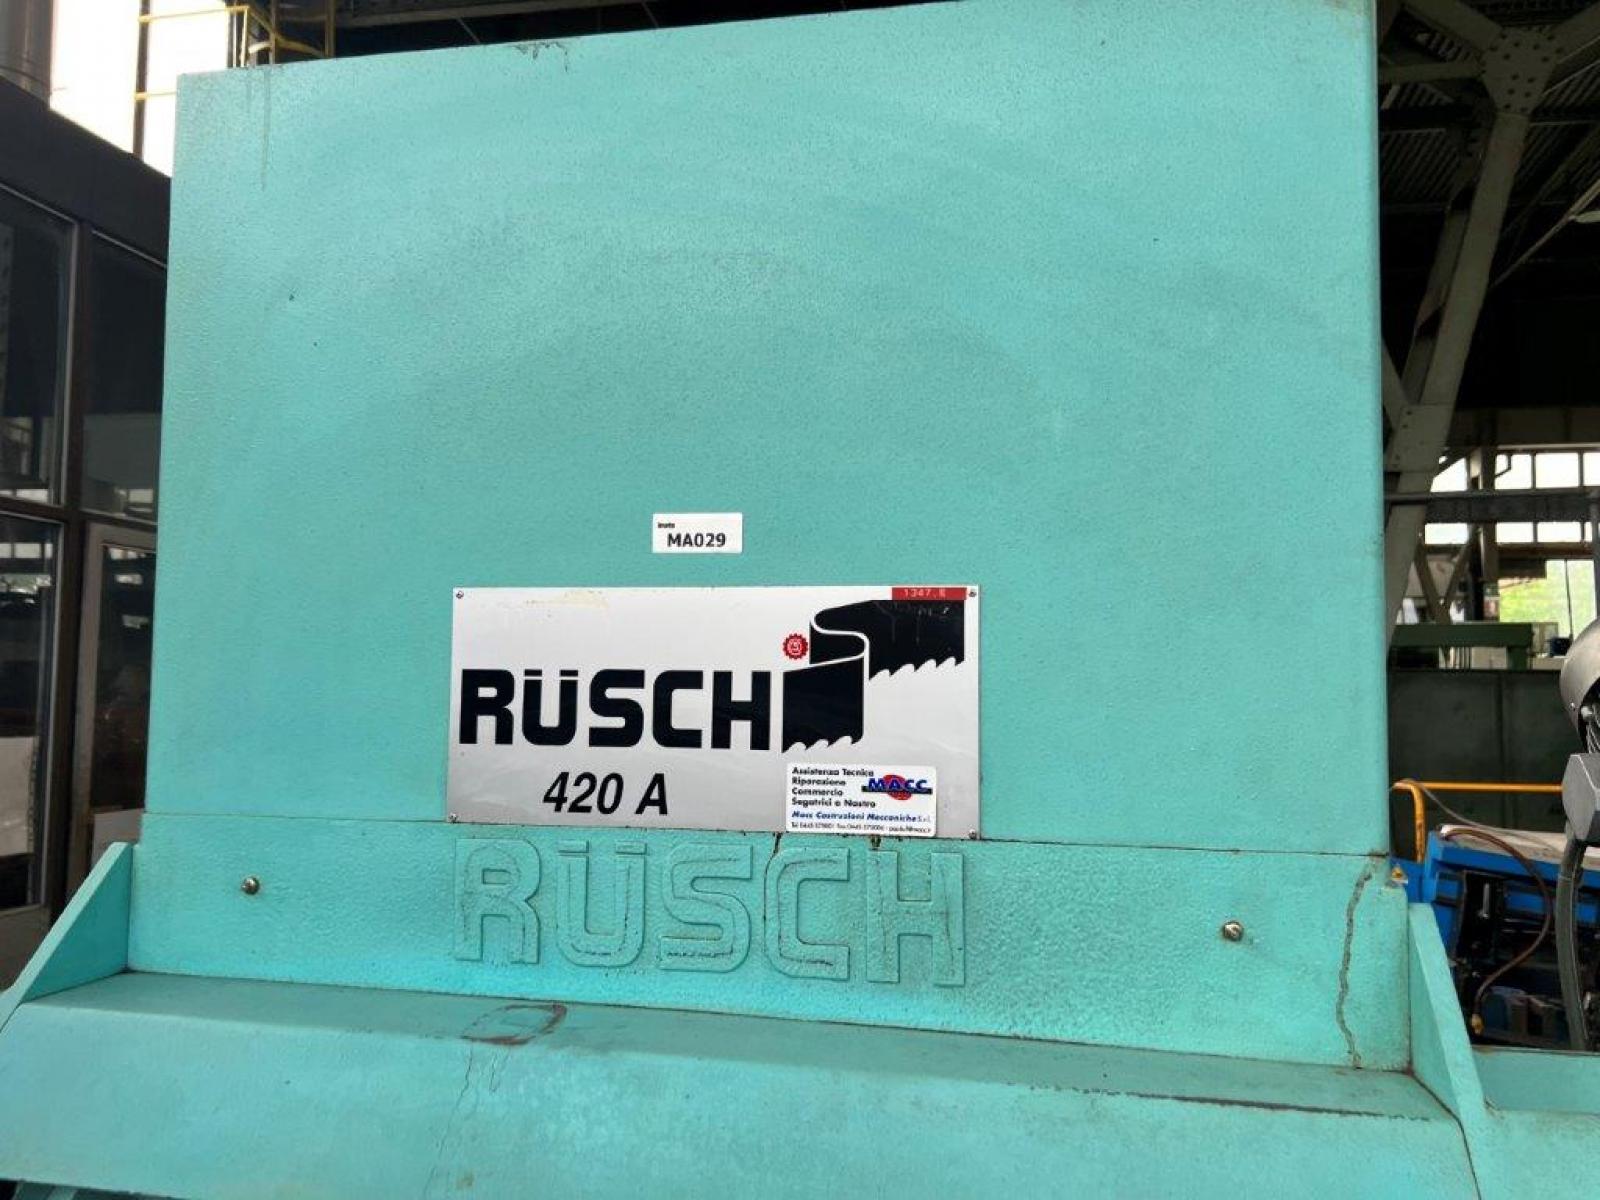 MA029
1347.E
RÜSCH
420 A
Assistenza Tecnica
Riparazione
Commercio
Segatrici a Nastro
MACC
Macc Costruzioni Meccaniche S.r.l.
RÜSCH